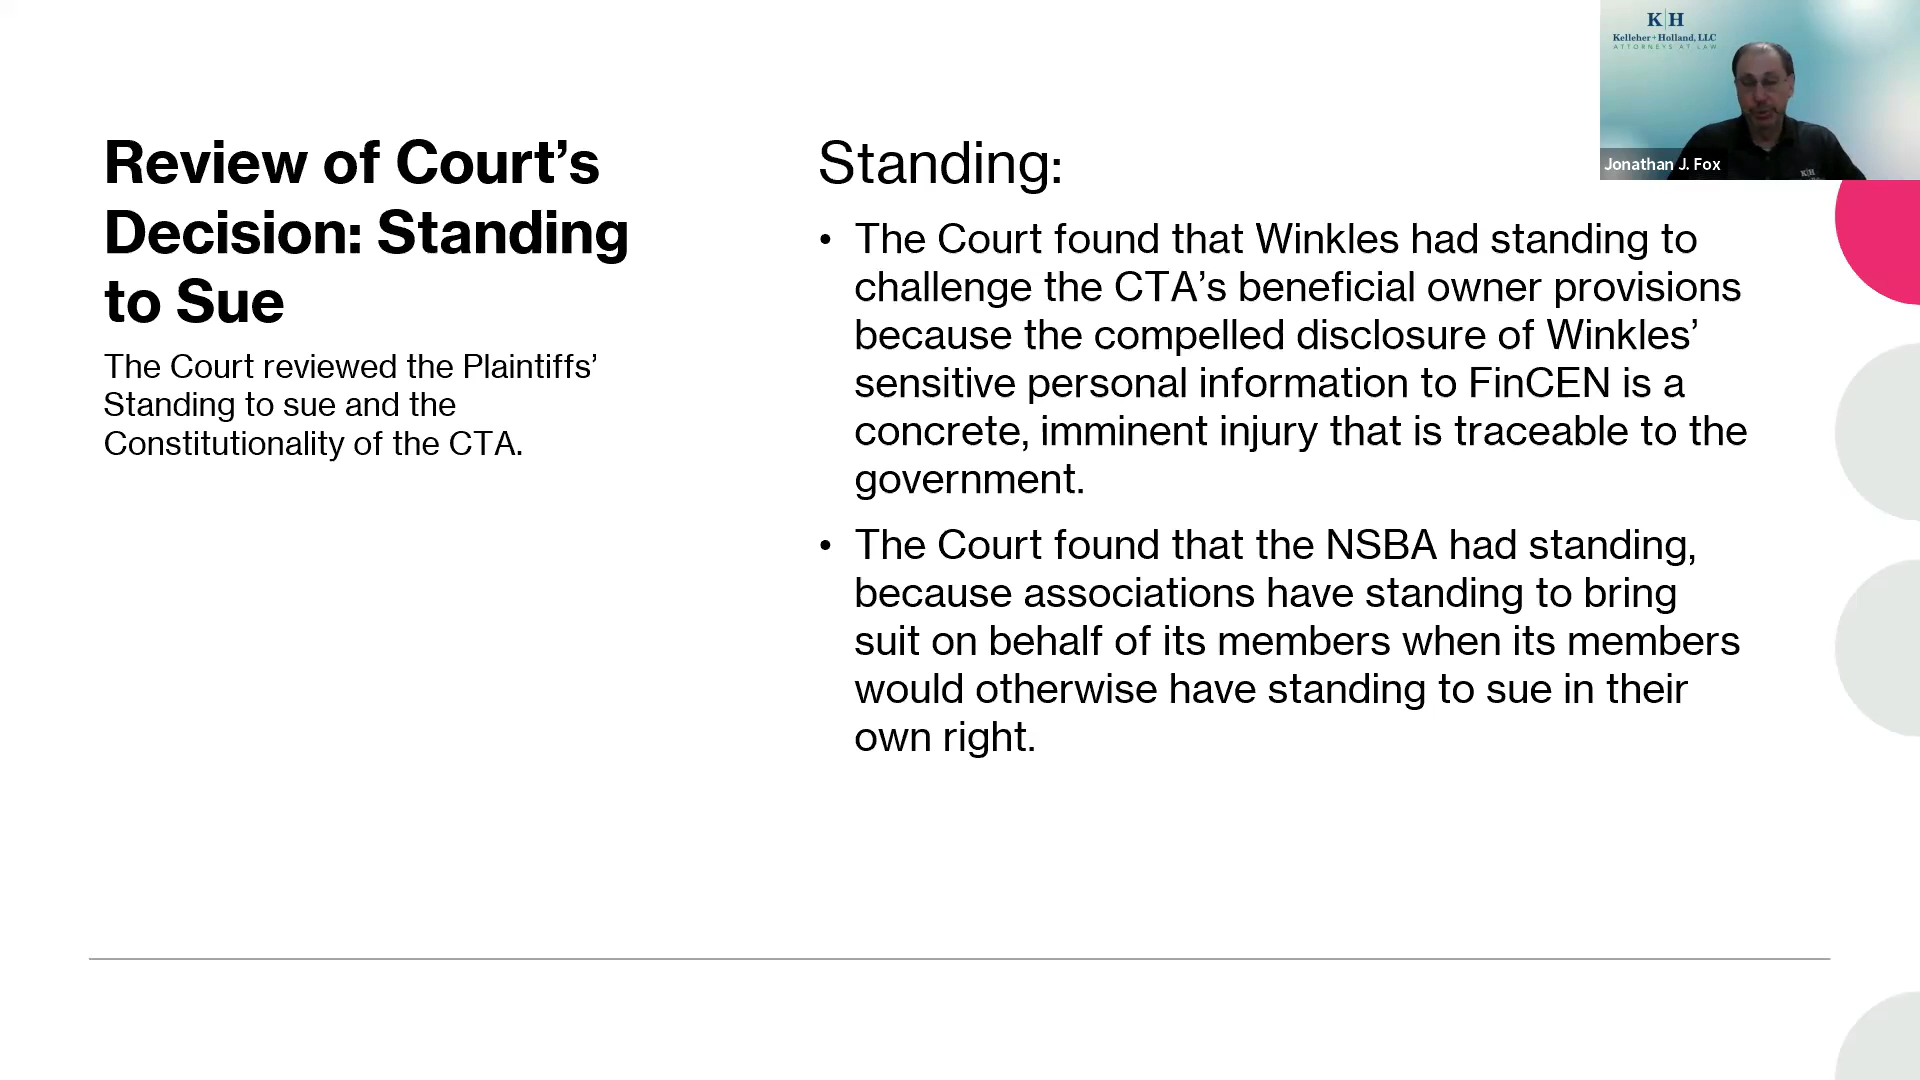 Review of Court’s
Decision: Standing
to Sue
The Court reviewed the Plaintiffs’
Standing to sue and the
Constitutionality of the CTA.
Standing:
• The Court found that Winkles had standing to
challenge the CTA’s beneficial owner provisions
because the compelled disclosure of Winkles’
sensitive personal information to FinCEN is a
concrete, imminent injury that is traceable to the
government.
• The Court found that the NSBA had standing,
because associations have standing to bring
suit on behalf of its members when its members
would otherwise have standing to sue in their
own right.
K|H
Kelleher + Holland, LLC
ATTORNEYS AT LAW
K|H
Jonathan J. Fox